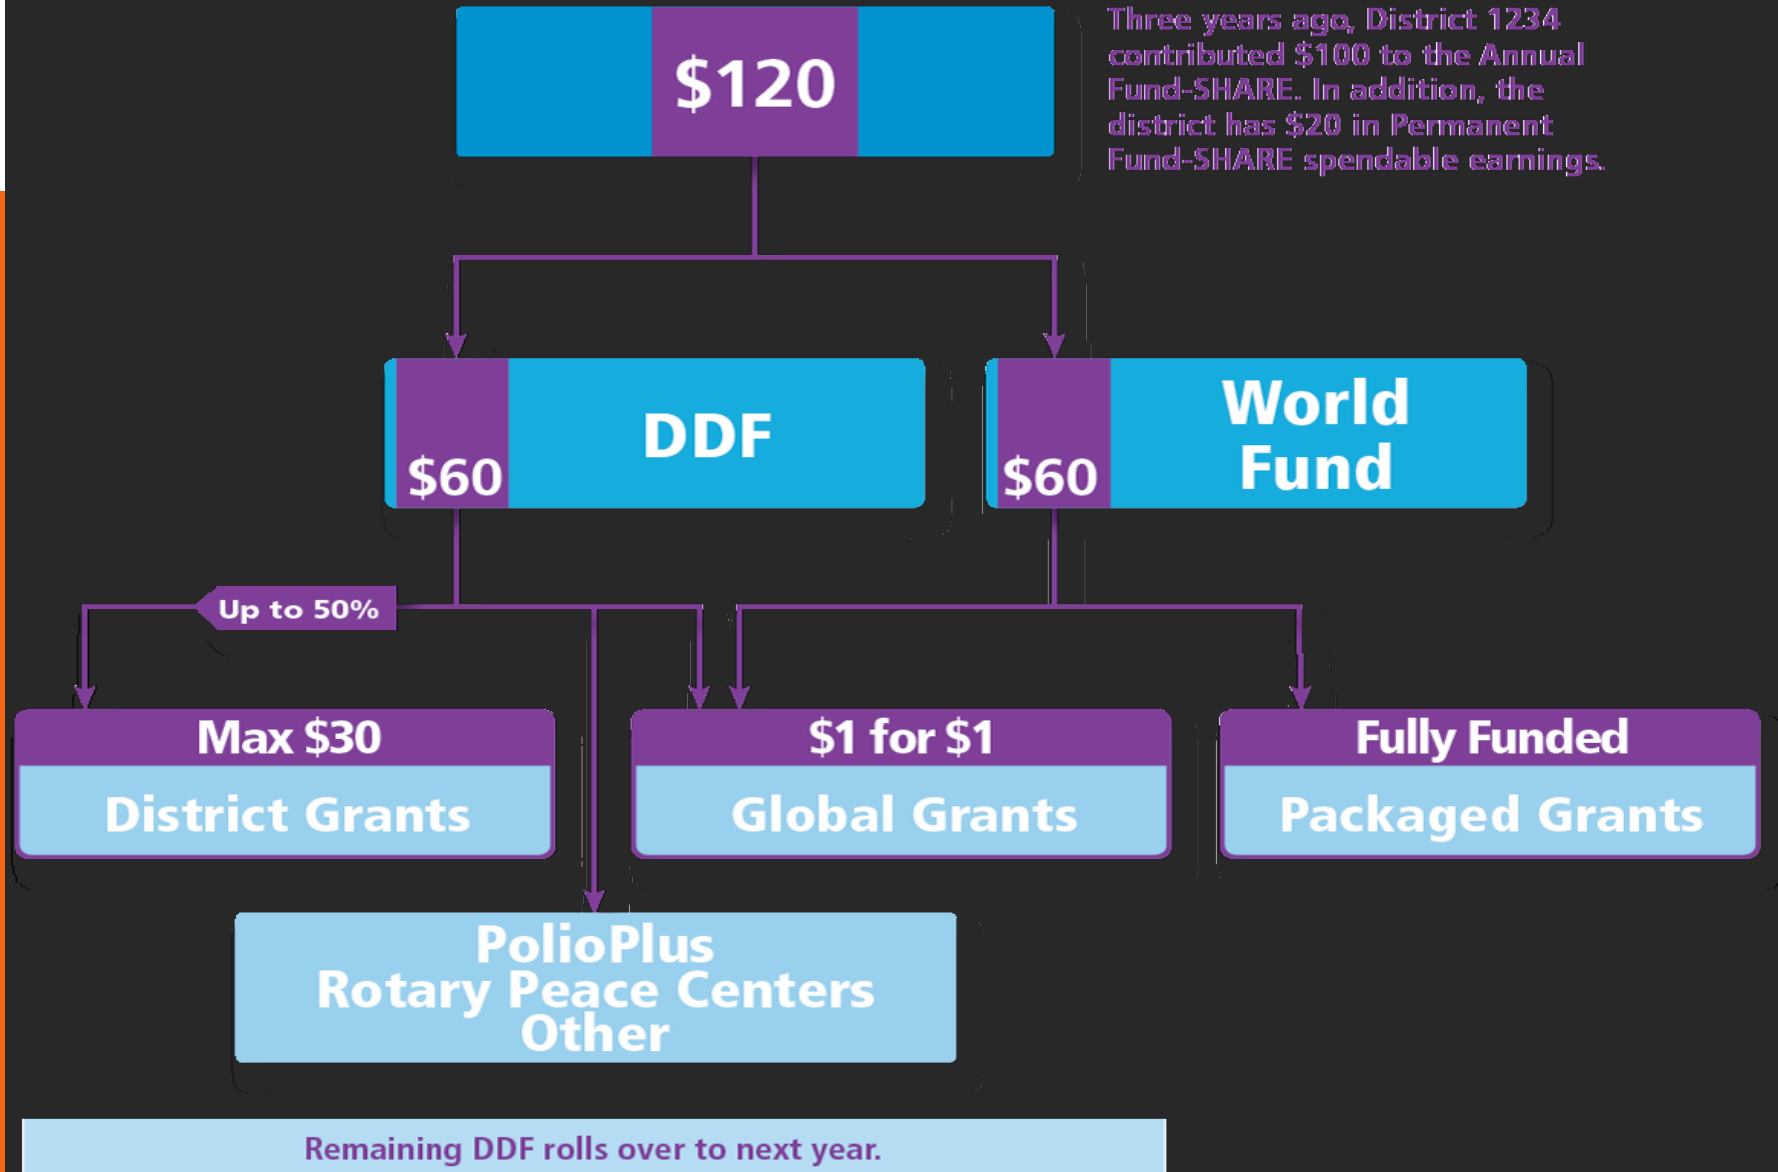 $120
Three years ago, District 1234
contributed $100 to the Annual
Fund-SHARE. In addition, the
district has $20 in Permanent
Fund-SHARE spendable earnings.
$60
DDF
$60
World
Fund
Up to 50%
Max $30
District Grants
$1 for $1
Global Grants
Fully Funded
Packaged Grants
PolioPlus
Rotary Peace Centers
Other
Remaining DDF rolls over to next year.